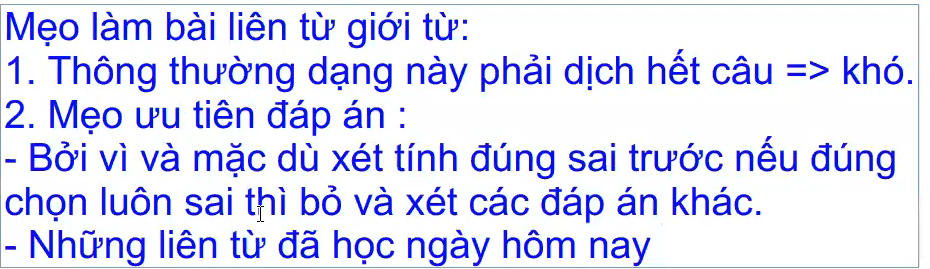 Mẹo làm bài liên từ giới từ:
1. Thông thường dạng này phải dịch hết câu => khó.
2. Mẹo ưu tiên đáp án :
- Bởi vì và mặc dù xét tính đúng sai trước nếu đúng
chọn luôn sai thì bỏ và xét các đáp án khác.
- Những liên từ đã học ngày hôm nay